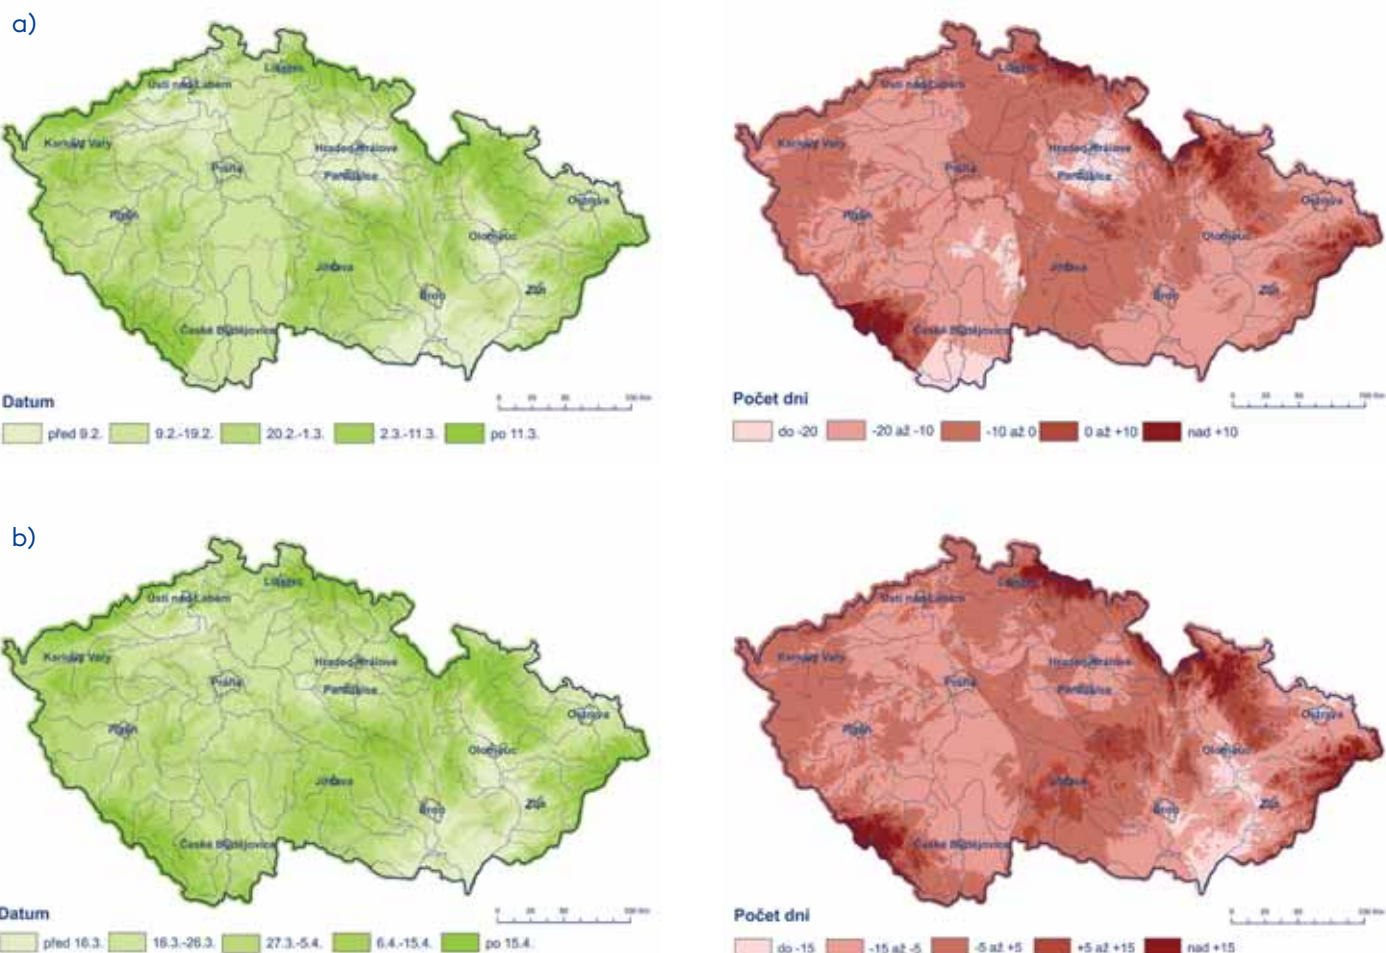 a)
Ústí nad Labem
Liberec
Karlovy Vary
Praha
Hradec Králové
Pardubice
Plzeň
Olomouc
Ostrava
Jihlava
Brno
Zlín
České Budějovice
Datum
před 9.2.
9.2.-19.2.
20.2.-1.3.
2.3.-11.3.
po 11.3.
Ústí nad Labem
Liberec
Karlovy Vary
Praha
Hradec Králové
Pardubice
Plzeň
Olomouc
Ostrava
Jihlava
Brno
Zlín
České Budějovice
Počet dní
do -20
-20 až -10
-10 až 0
0 až +10
nad +10
b)
Ústí nad Labem
Liberec
Karlovy Vary
Praha
Hradec Králové
Pardubice
Plzeň
Olomouc
Ostrava
Jihlava
Brno
Zlín
České Budějovice
Datum
před 16.3.
16.3.-26.3.
27.3.-5.4.
6.4.-15.4.
po 15.4.
Ústí nad Labem
Liberec
Karlovy Vary
Praha
Hradec Králové
Pardubice
Plzeň
Olomouc
Ostrava
Jihlava
Brno
Zlín
České Budějovice
Počet dní
do -15
-15 až -5
-5 až +5
+5 až +15
nad +15